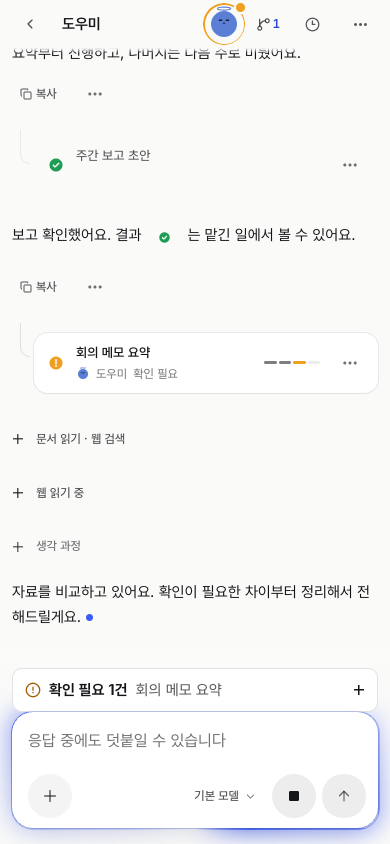 도우미
1
요약부터 진행하고, 나머지는 다음 주로 미뤘어요.
복사
주간 보고 초안
보고 확인했어요. 결과 는 맡긴 일에서 볼 수 있어요.
복사
회의 메모 요약
도우미 확인 필요
문서 읽기 · 웹 검색
웹 읽기 중
생각 과정
자료를 비교하고 있어요. 확인이 필요한 차이부터 정리해서 전
해드릴게요.
확인 필요 1건 회의 메모 요약
응답 중에도 덧붙일 수 있습니다
기본 모델